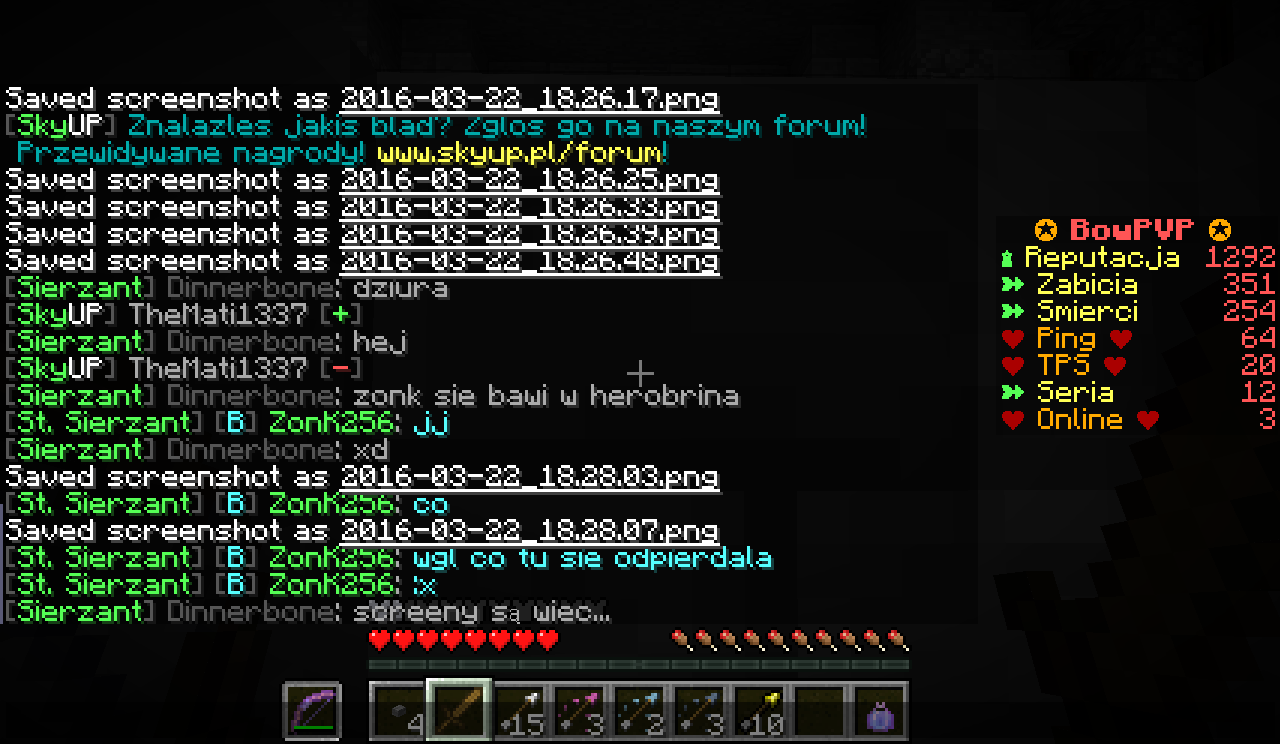 Saved screenshot as 2016-03-22_18.26.17.png
[SkyUP] Znalazles jakis blad? Zglos go na naszym forum!
Przewidywane nagrody! www.skyup.pl/forum!
Saved screenshot as 2016-03-22_18.26.25.png
Saved screenshot as 2016-03-22_18.26.33.png
Saved screenshot as 2016-03-22_18.26.39.png
Saved screenshot as 2016-03-22_18.26.48.png
[Sierzant] Dinnerbone: dziura
[SkyUP] TheMati1337 [+]
[Sierzant] Dinnerbone: hej
[SkyUP] TheMati1337 [-]
[Sierzant] Dinnerbone: zonk sie bawi w herobrina
[St. Sierzant] [B] ZonK256: jj
[Sierzant] Dinnerbone: xd
Saved screenshot as 2016-03-22_18.28.03.png
[St. Sierzant] [B] ZonK256: co
Saved screenshot as 2016-03-22_18.28.07.png
[St. Sierzant] [B] ZonK256: wgl co tu sie odpierdala
[St. Sierzant] [B] ZonK256: :x
[Sierzant] Dinnerbone: screeny są wiec...
✪ BowPVP ✪
Reputacja 1292
Zabicia 351
Smierci 254
❤ Ping ❤ 64
❤ TPS ❤ 20
Seria 12
❤ Online ❤ 3
4 15 3 2 3 10